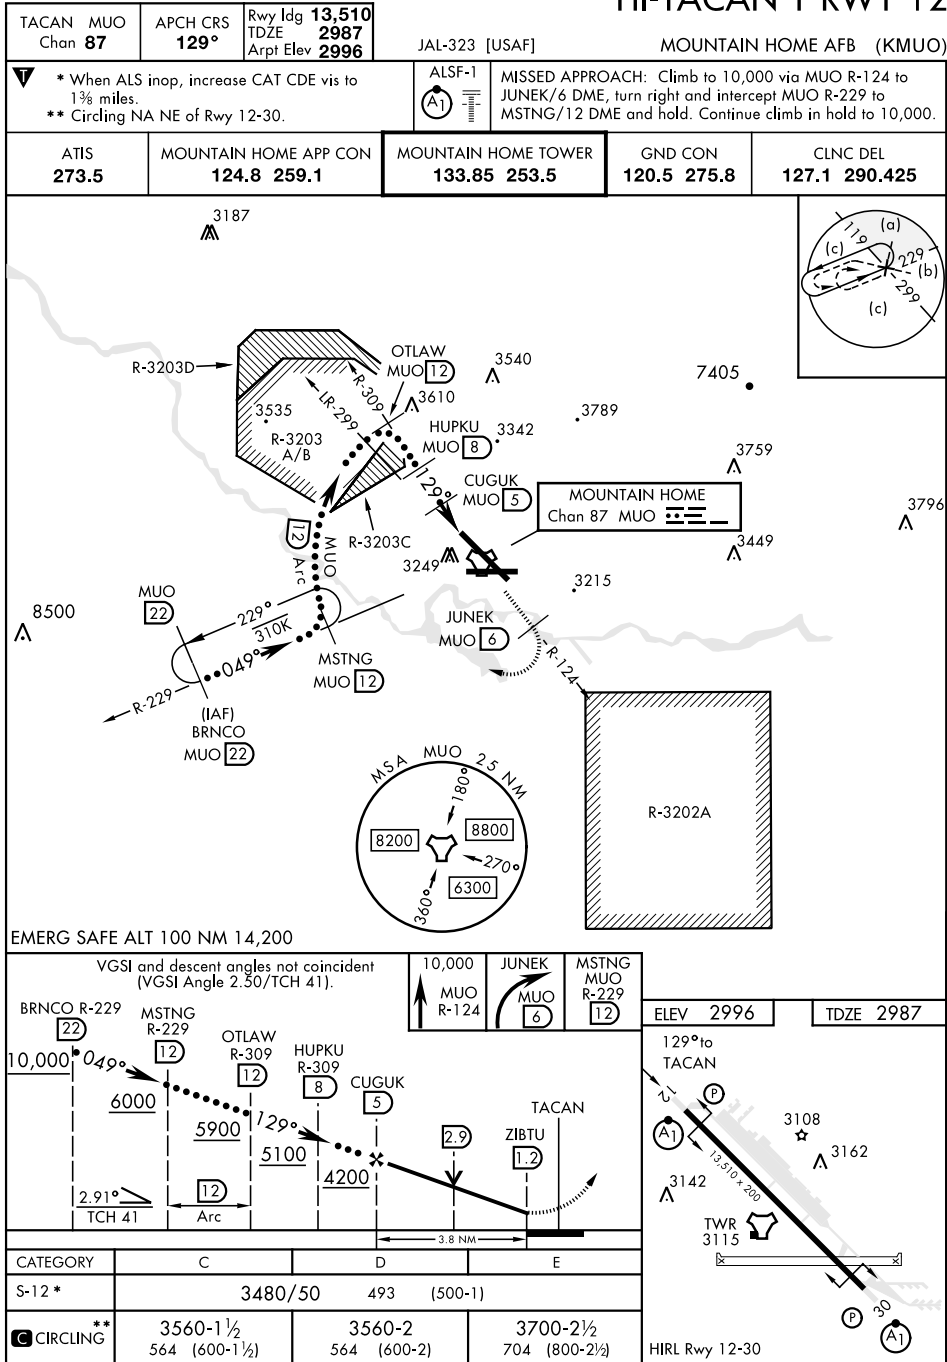 HI-TACAN Y RWY 12
TACAN MUO
Chan 87
APCH CRS
129°
Rwy ldg 13,510
TDZE 2987
Arpt Elev 2996
JAL-323 [USAF]
MOUNTAIN HOME AFB (KMUO)
T
* When ALS inop, increase CAT CDE vis to
1⅜ miles.
** Circling NA NE of Rwy 12-30.
ALSF-1
A1
MISSED APPROACH: Climb to 10,000 via MUO R-124 to
JUNEK/6 DME, turn right and intercept MUO R-229 to
MSTNG/12 DME and hold. Continue climb in hold to 10,000.
ATIS
273.5
MOUNTAIN HOME APP CON
124.8 259.1
MOUNTAIN HOME TOWER
133.85 253.5
GND CON
120.5 275.8
CLNC DEL
127.1 290.425
3187
119
(a)
(c)
229
(b)
299
(c)
R-3203D
OTLAW
MUO 12
3540
7405
R-309
LR-299
3610
3535
3789
R-3203
A/B
HUPKU
MUO 8
3342
3759
129°
CUGUK
MUO 5
MOUNTAIN HOME
Chan 87 MUO
3796
12
MUO
Arc
R-3203C
3249
3449
3215
MUO
22
8500
229°
310K
JUNEK
MUO 6
049°
MSTNG
MUO 12
R-124
R-229
(IAF)
BRNCO
MUO 22
MSA MUO 25 NM
180°
8200
8800
270°
6300
360°
R-3202A
EMERG SAFE ALT 100 NM 14,200
VGSI and descent angles not coincident
(VGSI Angle 2.50/TCH 41).
10,000
MUO
R-124
JUNEK
MUO
6
MSTNG
MUO
R-229
12
BRNCO R-229
22
MSTNG
R-229
12
OTLAW
R-309
12
HUPKU
R-309
8
CUGUK
5
TACAN
10,000
049°
6000
5900
129°
5100
4200
2.9
ZIBTU
1.2
2.91°
TCH 41
12
Arc
3.8 NM
ELEV 2996
TDZE 2987
129° to
TACAN
12
P
A1
3108
3162
13,510 x 200
3142
TWR
3115
P
30
A1
HIRL Rwy 12-30
CATEGORY C D E
S-12 * 3480/50 493 (500-1)
C CIRCLING ** 3560-1½ 3560-2 3700-2½
564 (600-1½) 564 (600-2) 704 (800-2½)